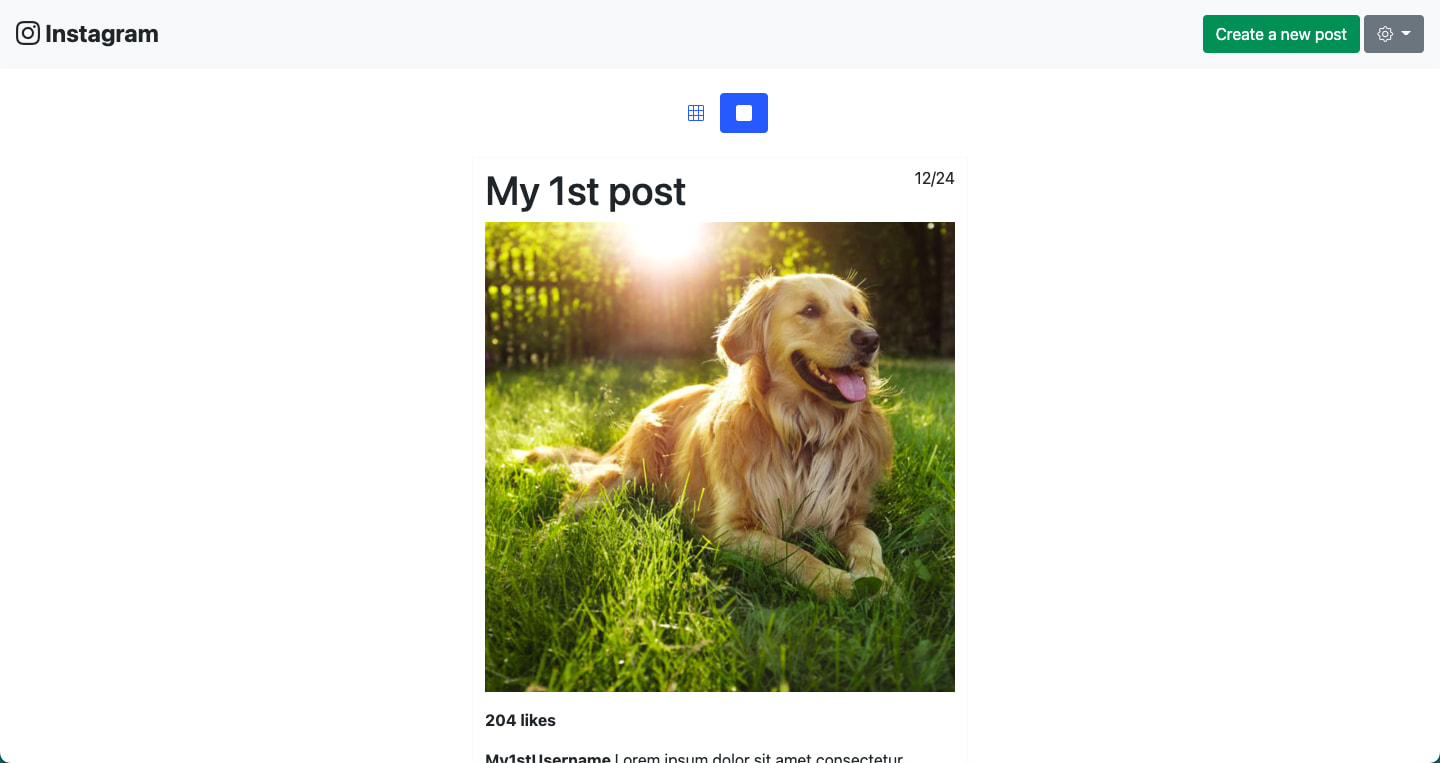 Instagram
Create a new post
My 1st post
12/24
204 likes
My1stUsername Lorem ipsum dolor sit amet consectetur